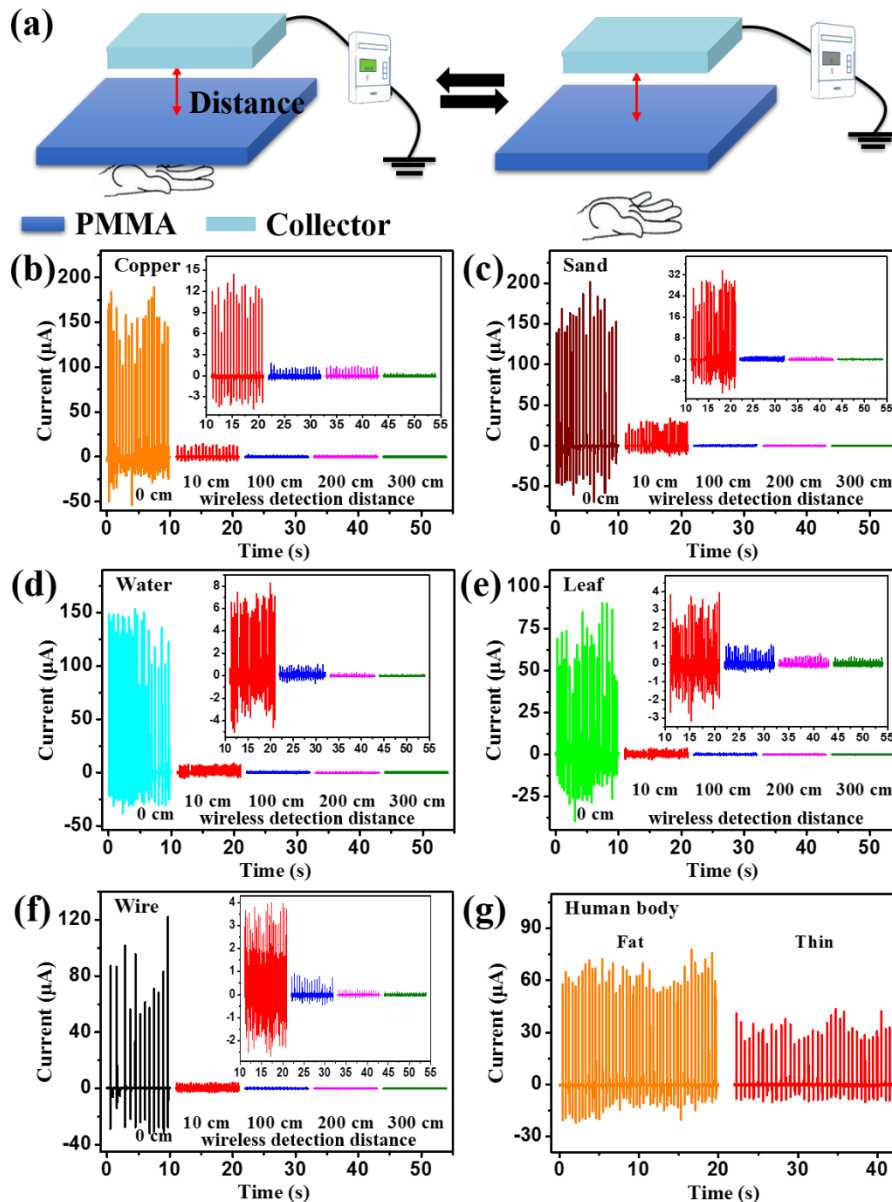 (a)
Distance
PMMA Collector
(b)
Copper
Current (µA)
200
150
100
50
0
-50
15
12
9
6
3
0
-3
10 15 20 25 30 35 40 45 50 55
0 cm
10 cm 100 cm 200 cm 300 cm
wireless detection distance
0 10 20 30 40 50
Time (s)
(c)
Sand
Current (µA)
200
150
100
50
0
-50
32
24
16
8
0
-8
10 15 20 25 30 35 40 45 50 55
0 cm
10 cm 100 cm 200 cm 300 cm
wireless detection distance
0 10 20 30 40 50
Time (s)
(d)
Water
Current (µA)
150
100
50
0
-50
8
6
4
2
0
-2
-4
10 15 20 25 30 35 40 45 50 55
0 cm
10 cm 100 cm 200 cm 300 cm
wireless detection distance
0 10 20 30 40 50
Time (s)
(e)
Leaf
Current (µA)
100
75
50
25
0
-25
4
3
2
1
0
-1
-2
-3
10 15 20 25 30 35 40 45 50 55
0 cm
10 cm 100 cm 200 cm 300 cm
wireless detection distance
0 10 20 30 40 50
Time (s)
(f)
Wire
Current (µA)
120
80
40
0
-40
4
3
2
1
0
-1
-2
10 15 20 25 30 35 40 45 50 55
0 cm
10 cm 100 cm 200 cm 300 cm
wireless detection distance
0 10 20 30 40 50
Time (s)
(g)
Human body
Fat Thin
Current (µA)
90
60
30
0
-30
0 10 20 30 40
Time (s)